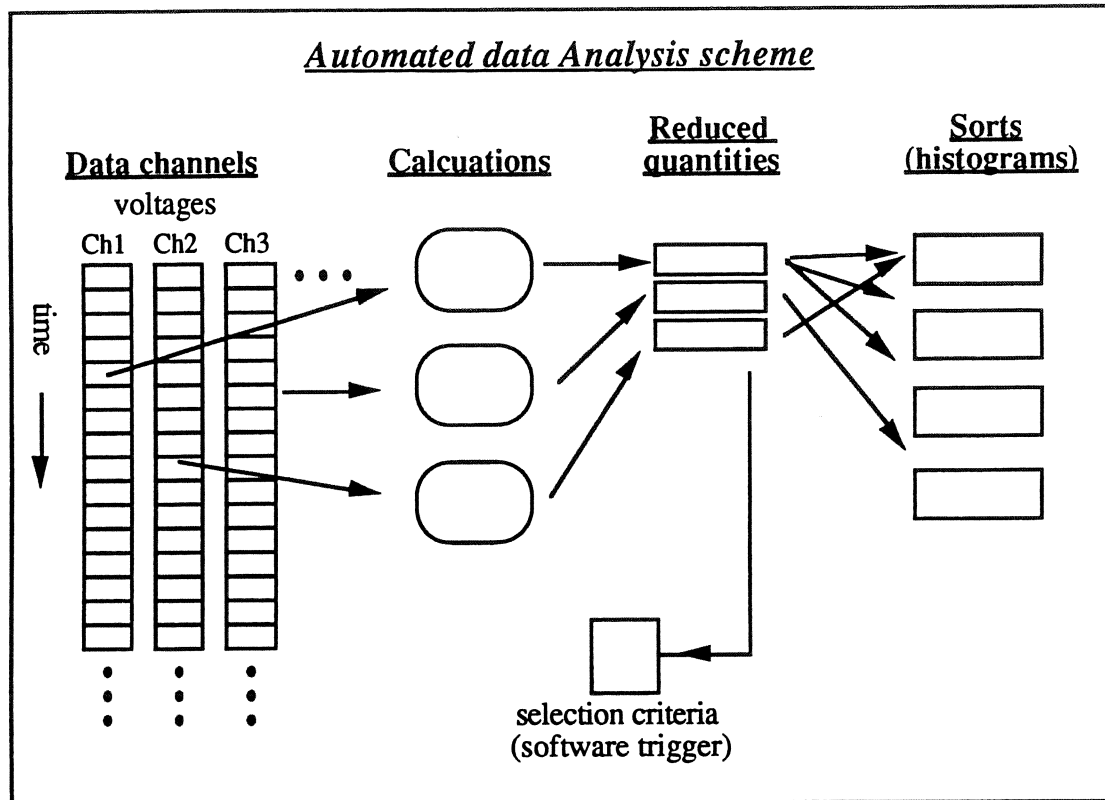 Automated data Analysis scheme
Data channels
voltages
Ch1 Ch2 Ch3
time
Calcuations
Reduced
quantities
Sorts
(histograms)
selection criteria
(software trigger)